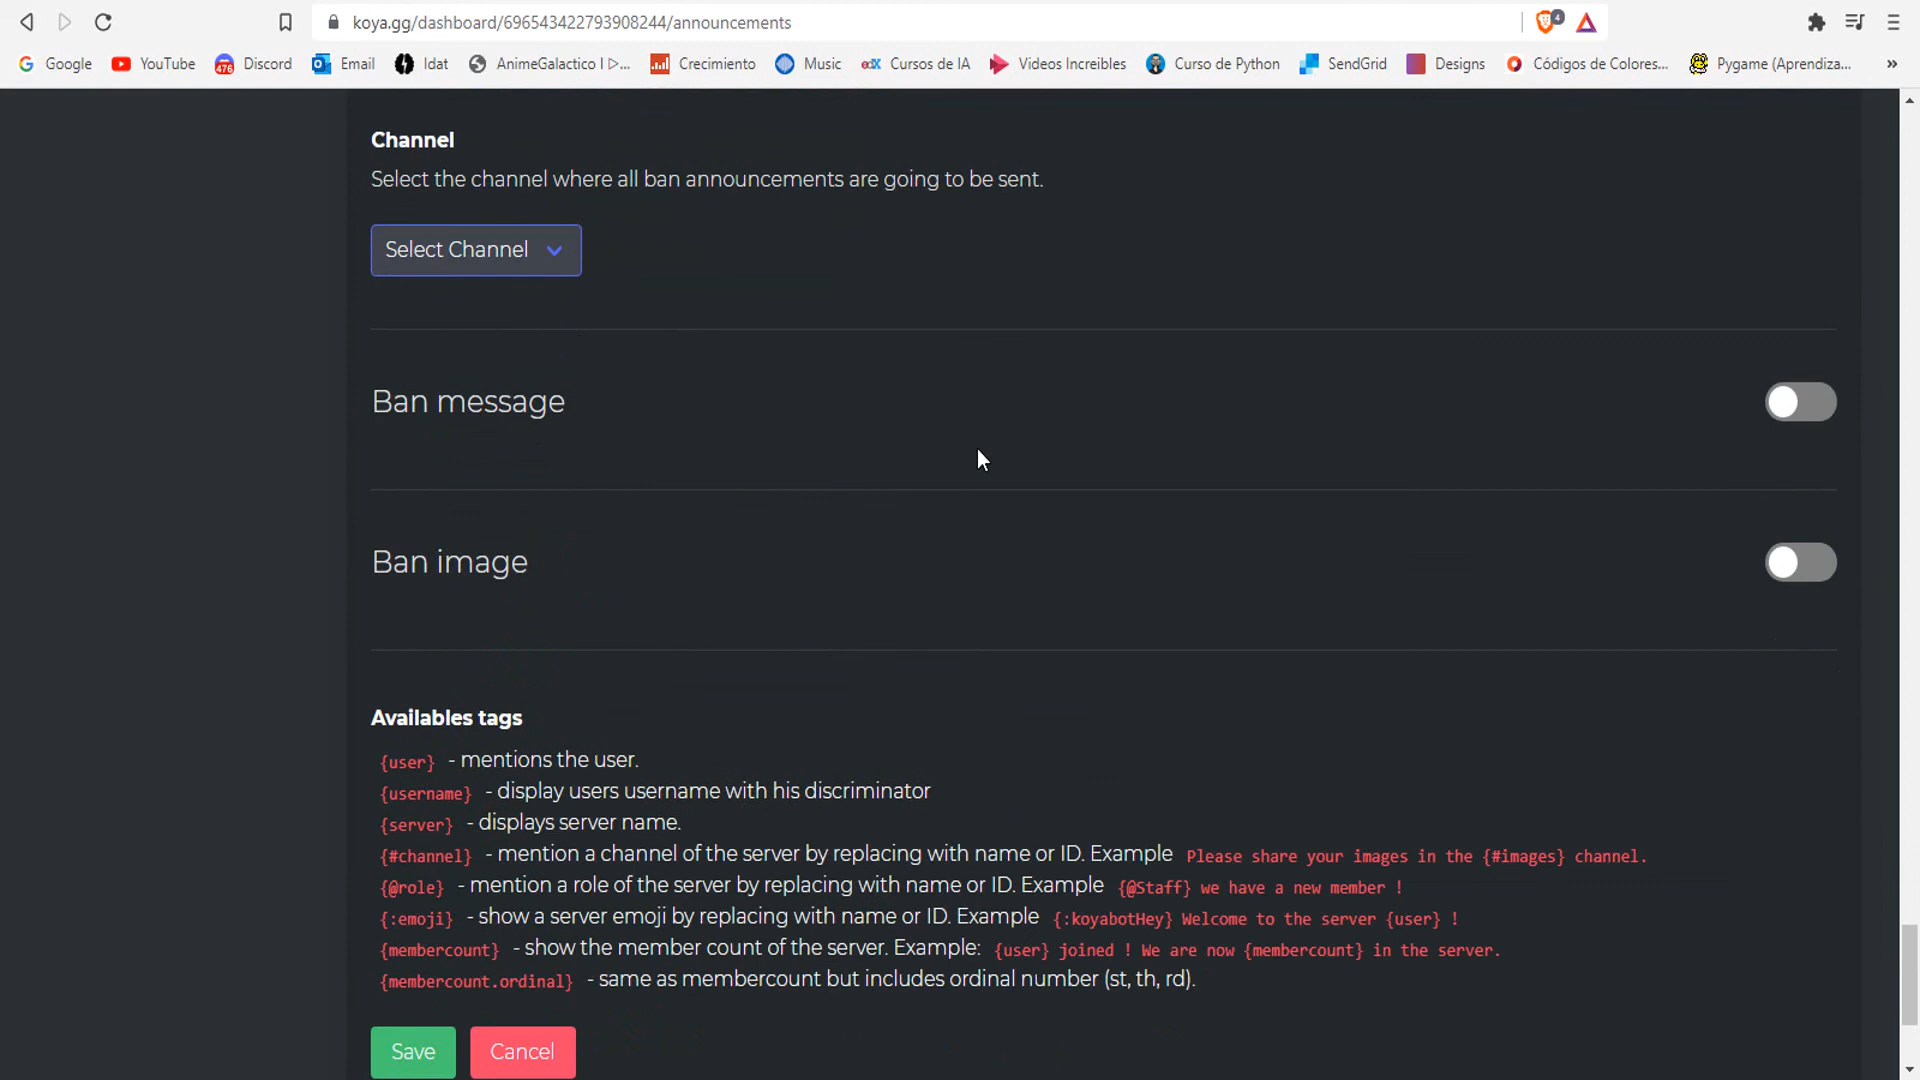 koya.gg/dashboard/696543422793908244/announcements
4
Google YouTube 476 Discord Email Idat AnimeGalactico I ▷... Crecimiento Music edX Cursos de IA Videos Increibles Curso de Python SendGrid Designs Códigos de Colores... Pygame (Aprendiza... »
Channel
Select the channel where all ban announcements are going to be sent.
Select Channel
Ban message
Ban image
Availables tags
{user} - mentions the user.
{username} - display users username with his discriminator
{server} - displays server name.
{#channel} - mention a channel of the server by replacing with name or ID. Example Please share your images in the {#images} channel.
{@role} - mention a role of the server by replacing with name or ID. Example {@Staff} we have a new member !
{:emoji} - show a server emoji by replacing with name or ID. Example {:koyabotHey} Welcome to the server {user} !
{membercount} - show the member count of the server. Example: {user} joined ! We are now {membercount} in the server.
{membercount.ordinal} - same as membercount but includes ordinal number (st, th, rd).
Save Cancel